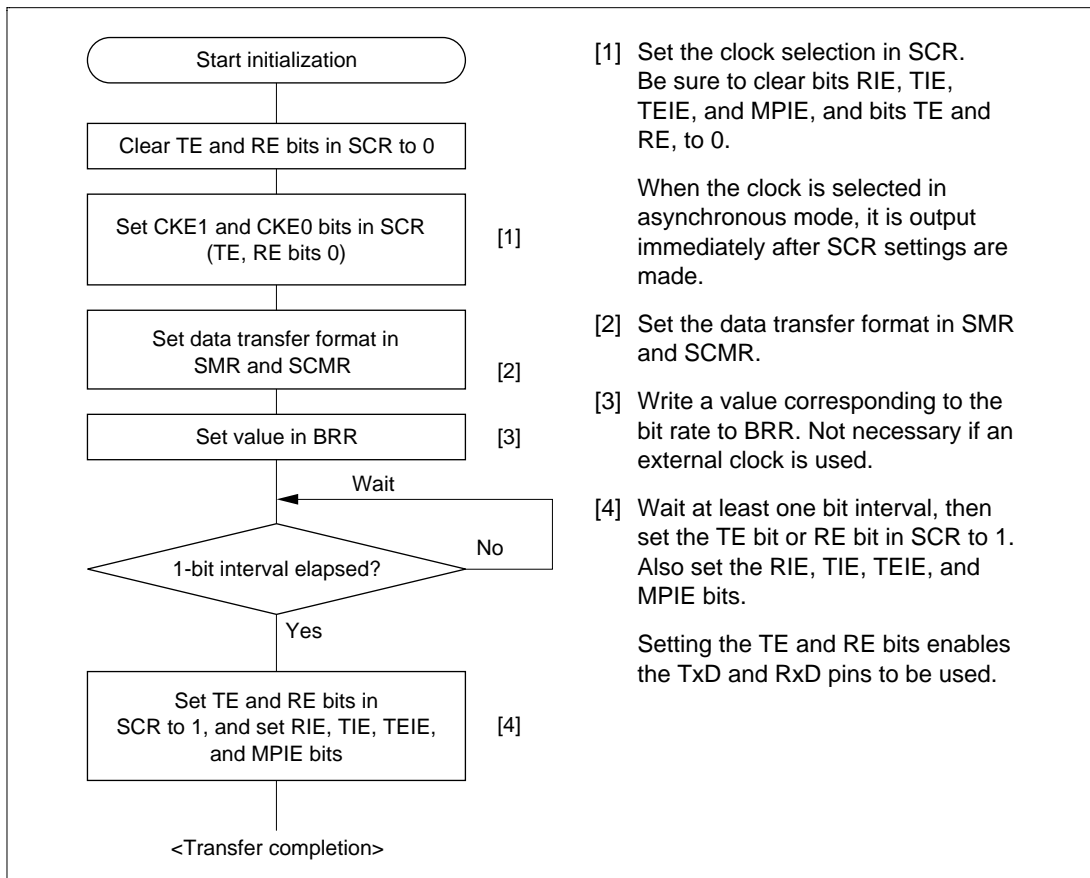 Start initialization
Clear TE and RE bits in SCR to 0
Set CKE1 and CKE0 bits in SCR
(TE, RE bits 0)
[1]
Set data transfer format in
SMR and SCMR
[2]
Set value in BRR
[3]
Wait
No
1-bit interval elapsed?
Yes
Set TE and RE bits in
SCR to 1, and set RIE, TIE, TEIE,
and MPIE bits
[4]
<Transfer completion>
[1] Set the clock selection in SCR.
Be sure to clear bits RIE, TIE,
TEIE, and MPIE, and bits TE and
RE, to 0.
When the clock is selected in
asynchronous mode, it is output
immediately after SCR settings are
made.
[2] Set the data transfer format in SMR
and SCMR.
[3] Write a value corresponding to the
bit rate to BRR. Not necessary if an
external clock is used.
[4] Wait at least one bit interval, then
set the TE bit or RE bit in SCR to 1.
Also set the RIE, TIE, TEIE, and
MPIE bits.
Setting the TE and RE bits enables
the TxD and RxD pins to be used.